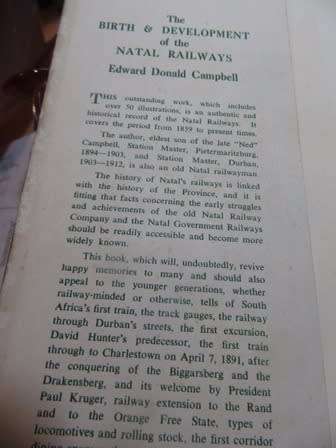 The
BIRTH & DEVELOPMENT
of the
NATAL RAILWAYS
Edward Donald Campbell
THIS outstanding work, which includes
over 50 illustrations, is an authentic and
historical record of the Natal Railways. It
covers the period from 1859 to present times.
The author, eldest son of the late "Ned"
Campbell, Station Master, Pietermaritzburg,
1894—1903, and Station Master, Durban,
1903—1912, is also an old Natal railwayman.
The history of Natal's railways is linked
with the history of the Province, and it is
fitting that facts concerning the early struggles
and achievements of the old Natal Railway
Company and the Natal Government Railways
should be readily accessible and become more
widely known.
This book, which will, undoubtedly, revive
happy memories to many and should also
appeal to the younger generations, whether
railway-minded or otherwise, tells of South
Africa's first train, the track gauges, the railway
through Durban's streets, the first excursion,
David Hunter's predecessor, the first train
through to Charlestown on April 7, 1891, after
the conquering of the Biggarsberg and the
Drakensberg, and its welcome by President
Paul Kruger, railway extension to the Rand
and to the Orange Free State, types of
locomotives and rolling stock, the first corridor